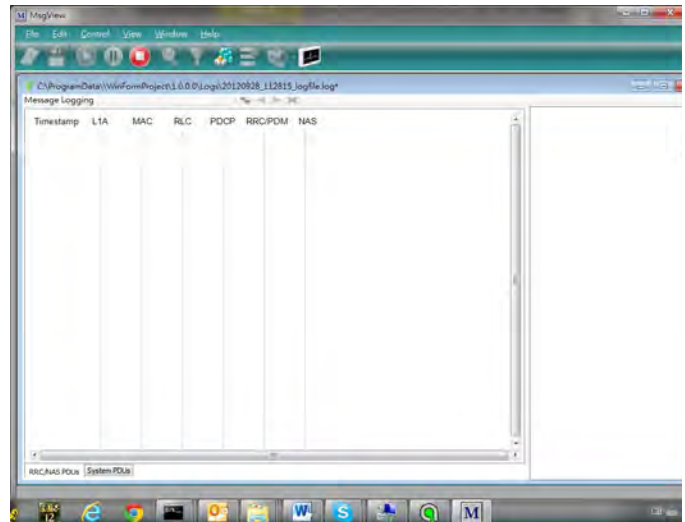 MsgView
File Edit Control View Window Help
C:\ProgramData\WinFormProject\1.0.0.0\Logs\20120928_112815_logfile.log*
Message Logging
Timestamp L1A MAC RLC PDCP RRC/PDM NAS
RRC/NAS PDUs System PDUs
12
W S M